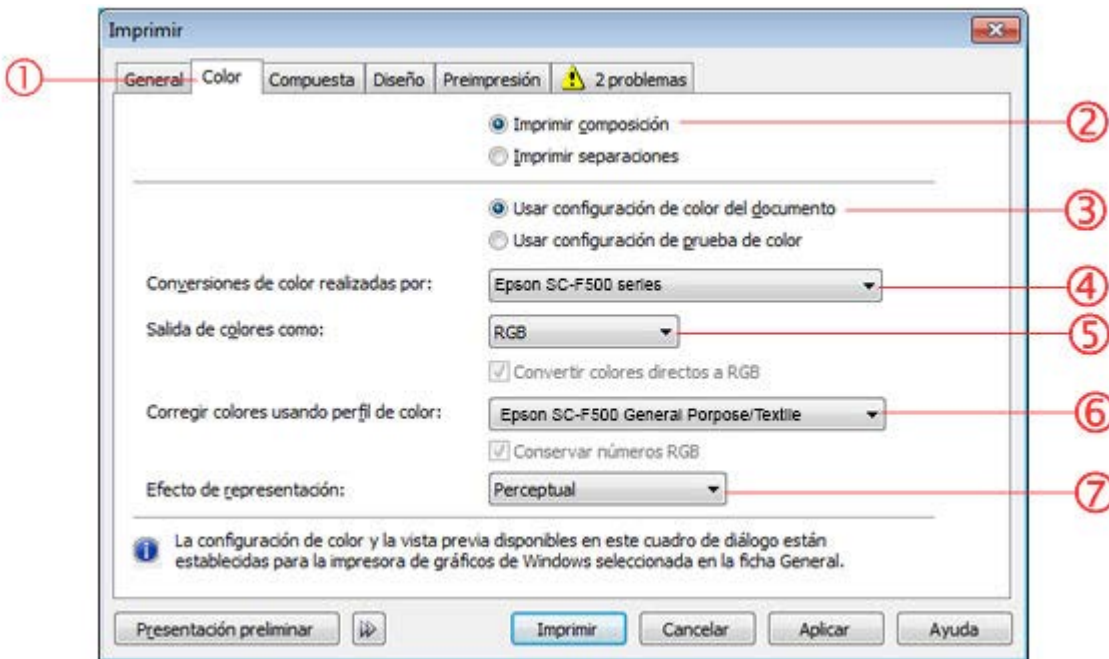 Imprimir
① General Color Compuesta Diseño Preimpresión 2 problemas
Imprimir composición ②
Imprimir separaciones
Usar configuración de color del documento ③
Usar configuración de prueba de color
Conversiones de color realizadas por: Epson SC-F500 series ④
Salida de colores como: RGB ⑤
Convertir colores directos a RGB
Corregir colores usando perfil de color: Epson SC-F500 General Porpose/Textile ⑥
Conservar números RGB
Efecto de representación: Perceptual ⑦
La configuración de color y la vista previa disponibles en este cuadro de diálogo están
establecidas para la impresora de gráficos de Windows seleccionada en la ficha General.
Presentación preliminar Imprimir Cancelar Aplicar Ayuda